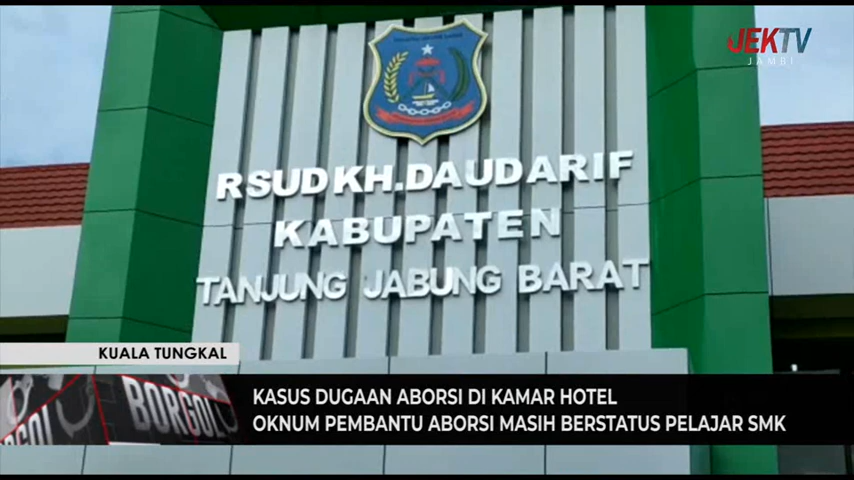 JEKTV
JAMBI
RSUD KH.DAUD ARIF
KABUPATEN
TANJUNG JABUNG BARAT
KUALA TUNGKAL
BORGOL
KASUS DUGAAN ABORSI DI KAMAR HOTEL
OKNUM PEMBANTU ABORSI MASIH BERSTATUS PELAJAR SMK